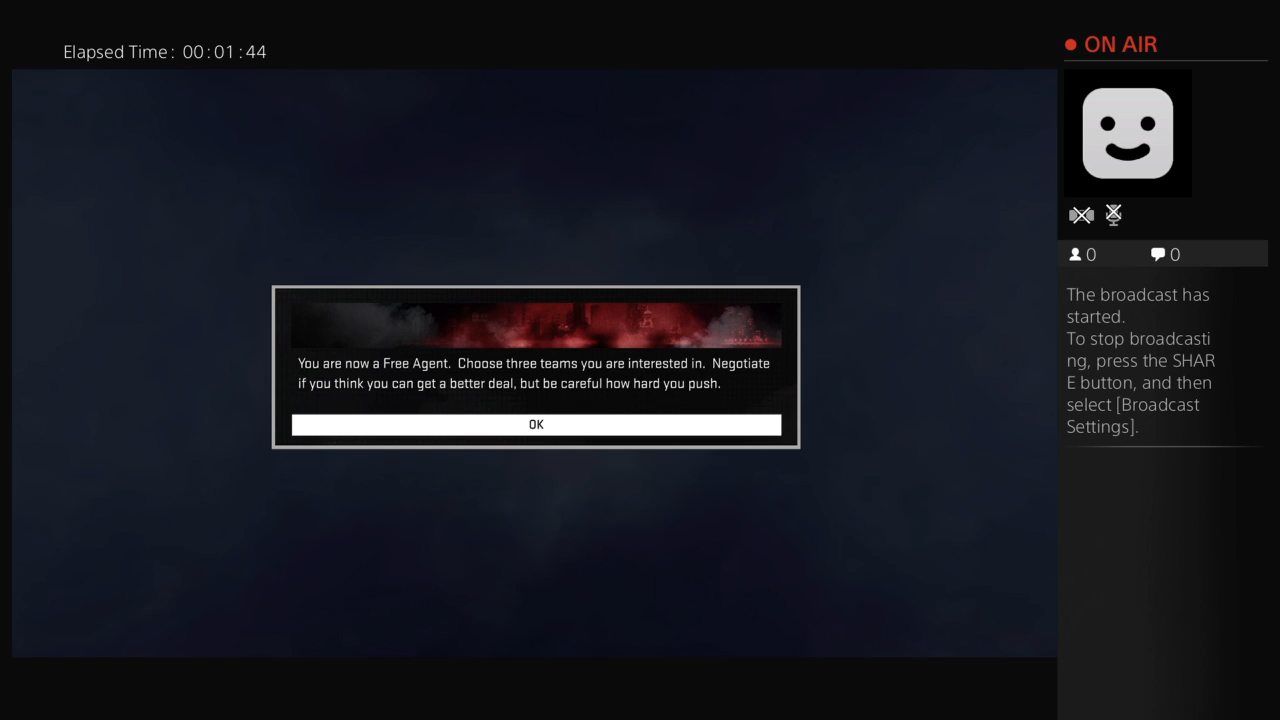 Elapsed Time: 00:01:44
ON AIR
0 0
The broadcast has
started.
To stop broadcasti
ng, press the SHAR
E button, and then
select [Broadcast
Settings].
You are now a Free Agent. Choose three teams you are interested in. Negotiate
if you think you can get a better deal, but be careful how hard you push.
OK